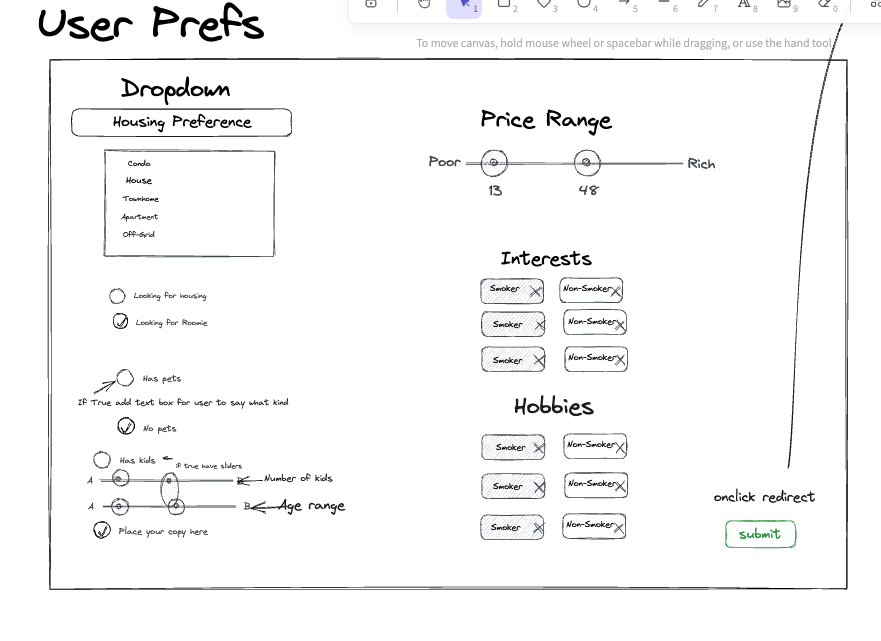 User Prefs
1 2 3 4 5 6 7 A 8 9 0
To move canvas, hold mouse wheel or spacebar while dragging, or use the hand tool
Dropdown
Housing Preference
Condo
House
Townhome
Apartment
Off-Grid
Looking for housing
Looking for Roomie
Has pets
If True add text box for user to say what kind
No pets
Has kids
if true have sliders
A
Number of kids
A
B
Age range
Place your copy here
Price Range
Poor
Rich
13
48
Interests
Smoker
Non-Smoker
Smoker
Non-Smoker
Smoker
Non-Smoker
Hobbies
Smoker
Non-Smoker
Smoker
Non-Smoker
Smoker
Non-Smoker
onclick redirect
submit